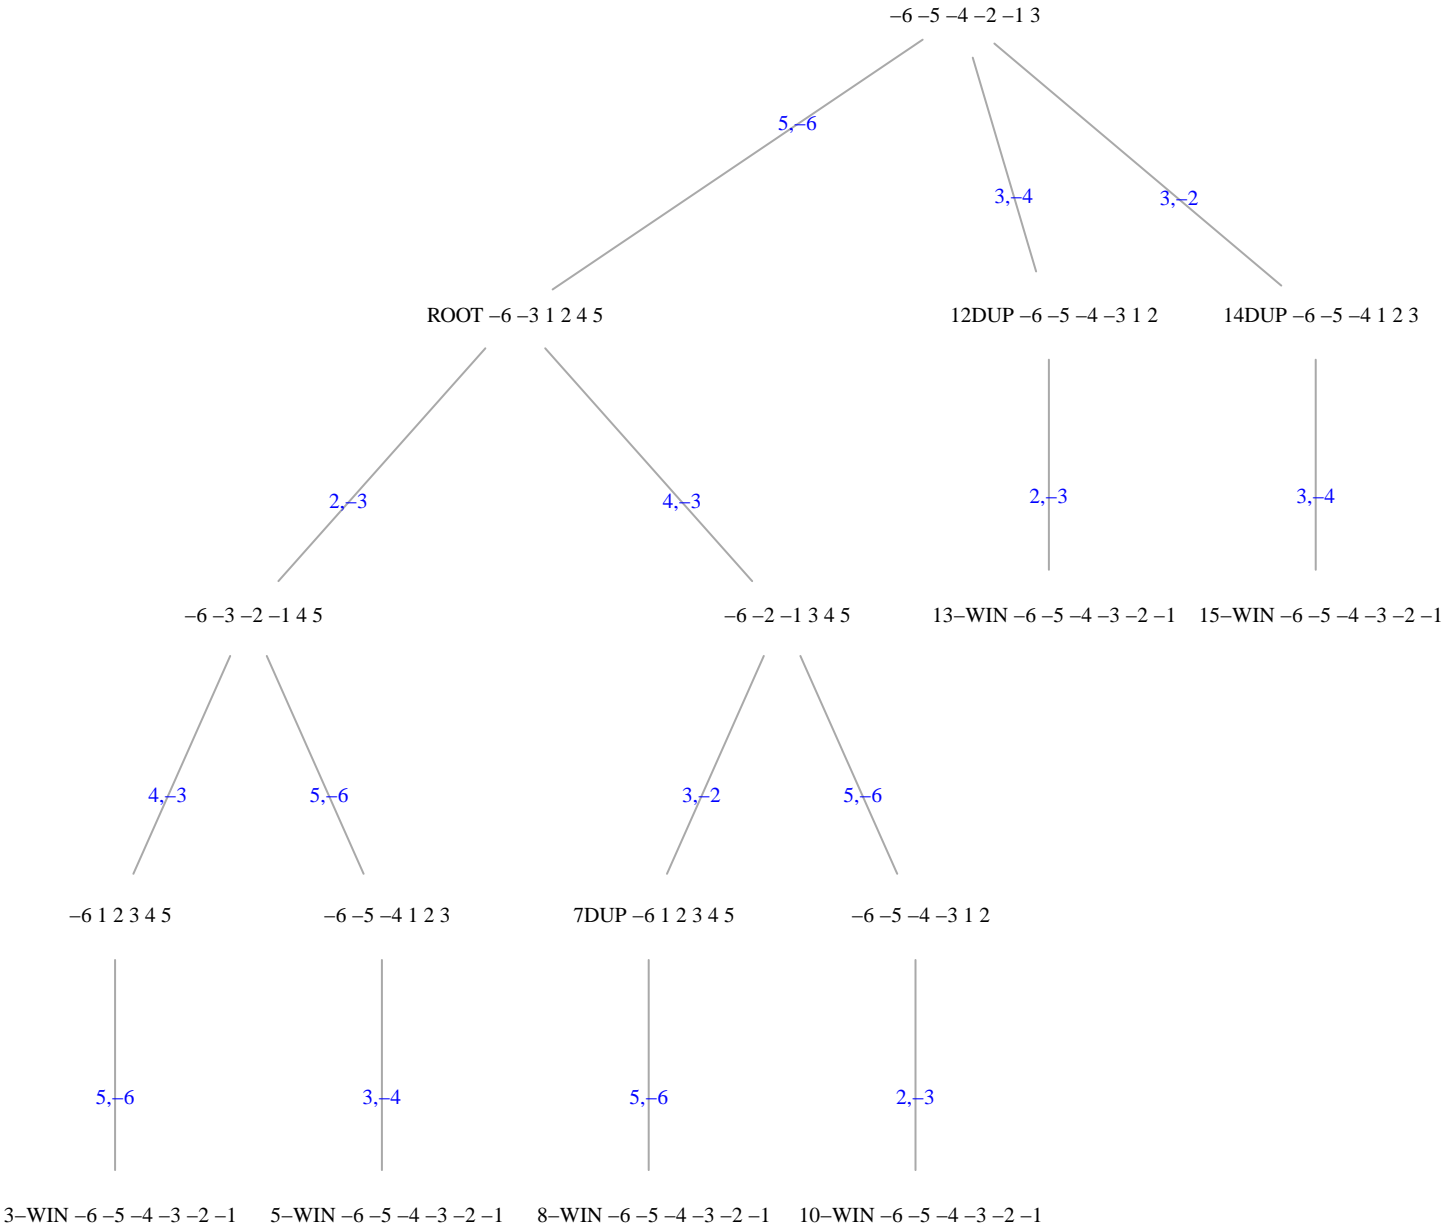 –6 –5 –4 –2 –1 3
5,–6
3,–4
3,–2
ROOT –6 –3 1 2 4 5
12DUP –6 –5 –4 –3 1 2
14DUP –6 –5 –4 1 2 3
2,–3
4,–3
2,–3
3,–4
–6 –3 –2 –1 4 5
–6 –2 –1 3 4 5
13–WIN –6 –5 –4 –3 –2 –1
15–WIN –6 –5 –4 –3 –2 –1
4,–3
5,–6
3,–2
5,–6
–6 1 2 3 4 5
–6 –5 –4 1 2 3
7DUP –6 1 2 3 4 5
–6 –5 –4 –3 1 2
5,–6
3,–4
5,–6
2,–3
3–WIN –6 –5 –4 –3 –2 –1
5–WIN –6 –5 –4 –3 –2 –1
8–WIN –6 –5 –4 –3 –2 –1
10–WIN –6 –5 –4 –3 –2 –1